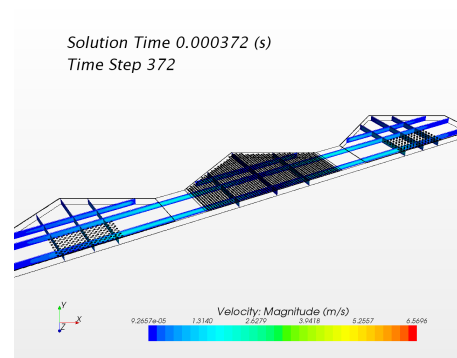 Solution Time 0.000372 (s)
Time Step 372
Y
X
Z
Velocity: Magnitude (m/s)
9.2657e-05 1.3140 2.6279 3.9418 5.2557 6.5696